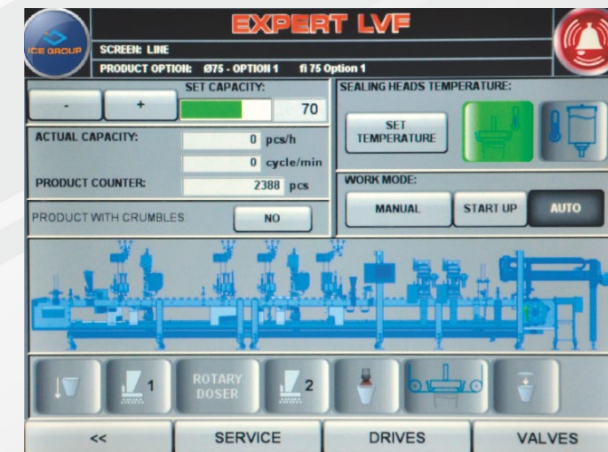 EXPERT LVF
ICE GROUP
SCREEN: LINE
PRODUCT OPTION: Ø75 - OPTION 1 fi 75 Option 1
SET CAPACITY:
- +
70
SEALING HEADS TEMPERATURE:
SET
TEMPERATURE
ACTUAL CAPACITY:
0 pcs/h
0 cycle/min
PRODUCT COUNTER:
2388 pcs
WORK MODE:
MANUAL START UP AUTO
PRODUCT WITH CRUMBLES
NO
1
ROTARY
DOSER
2
<< SERVICE DRIVES VALVES